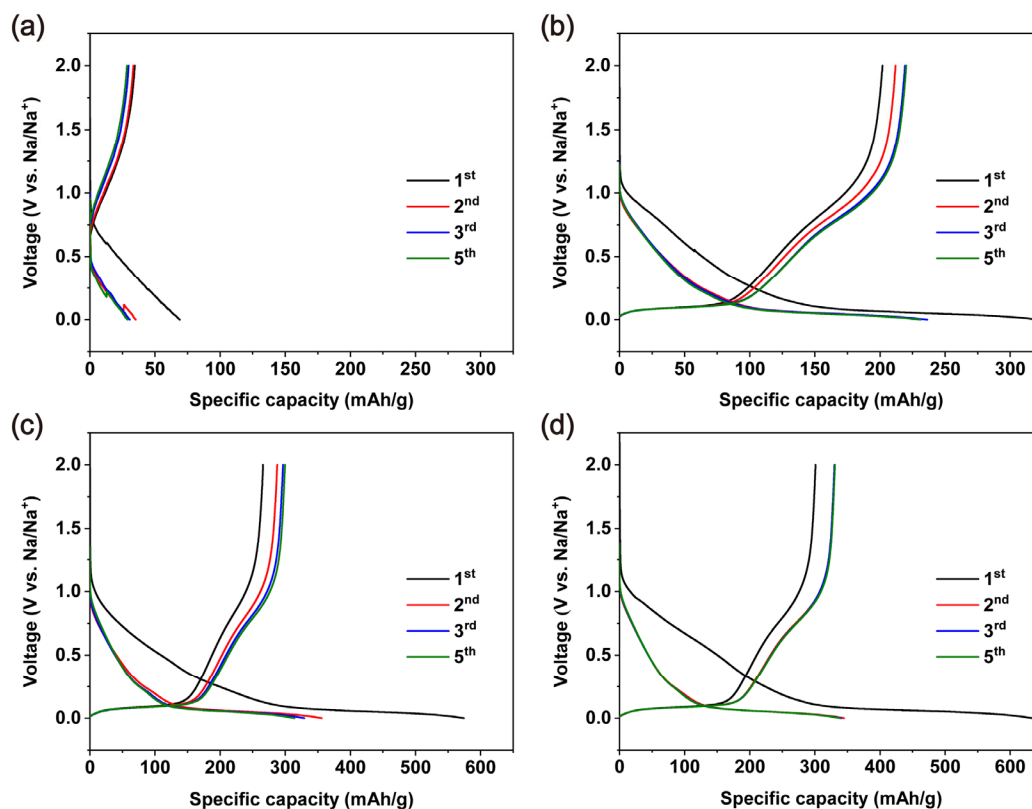 (a)
Voltage (V vs. Na/Na⁺)
2.0
1.5
1.0
0.5
0.0
1st
2nd
3rd
5th
0 50 100 150 200 250 300
Specific capacity (mAh/g)
(b)
Voltage (V vs. Na/Na⁺)
2.0
1.5
1.0
0.5
0.0
1st
2nd
3rd
5th
0 50 100 150 200 250 300
Specific capacity (mAh/g)
(c)
Voltage (V vs. Na/Na⁺)
2.0
1.5
1.0
0.5
0.0
1st
2nd
3rd
5th
0 100 200 300 400 500 600
Specific capacity (mAh/g)
(d)
Voltage (V vs. Na/Na⁺)
2.0
1.5
1.0
0.5
0.0
1st
2nd
3rd
5th
0 100 200 300 400 500 600
Specific capacity (mAh/g)